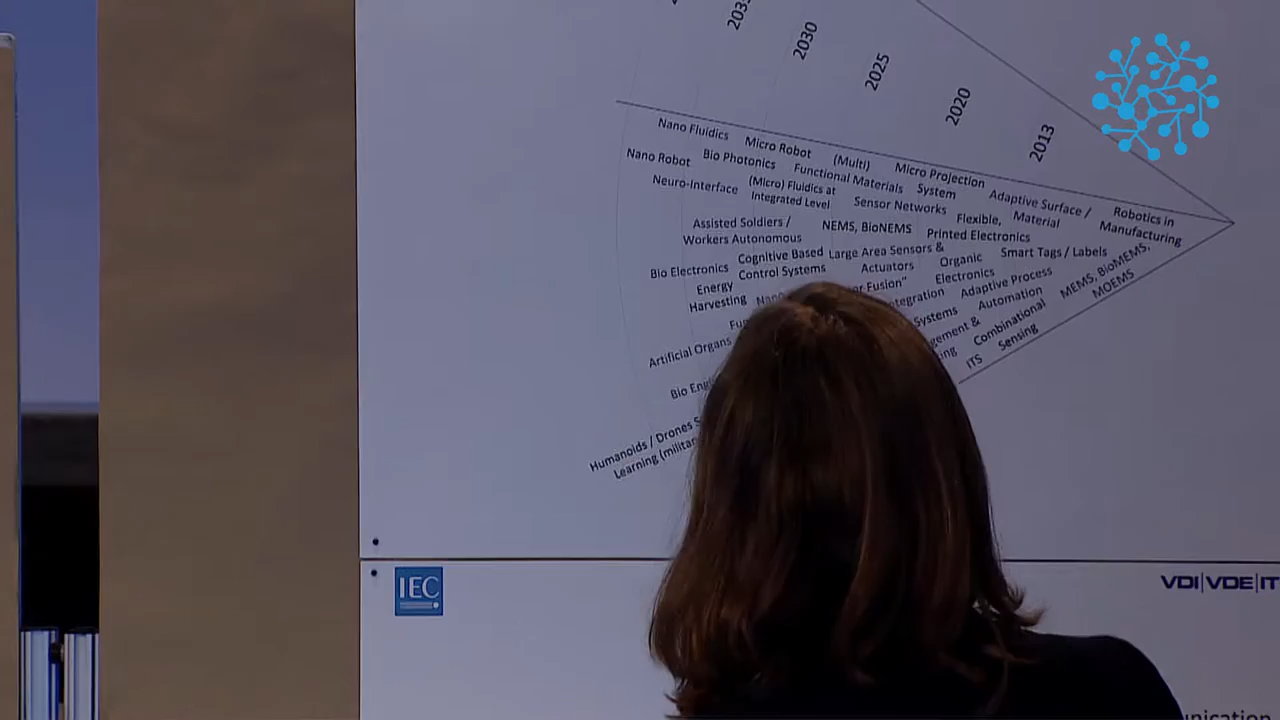 2030
2025
2020
2013
Nano Fluidics
Micro Robot
(Multi)
Functional Materials
Micro Projection
System
Adaptive Surface /
Material
Robotics in
Manufacturing
Nano Robot
Bio Photonics
Neuro-Interface
(Micro) Fluidics at
Integrated Level
Sensor Networks
Flexible,
Printed Electronics
Assisted Soldiers /
Workers Autonomous
NEMS, BioNEMS
Smart Tags / Labels
MEMS, BioMEMS,
MOEMS
Bio Electronics
Cognitive Based
Control Systems
Large Area Sensors &
Actuators
Organic
Electronics
Adaptive Process
Automation
Energy
Harvesting
Fusion"
Systems
Combinational
Sensing
ITS
Artificial Organs
Bio
Humanoids / Drones
Learning
IEC
VDI|VDE|IT